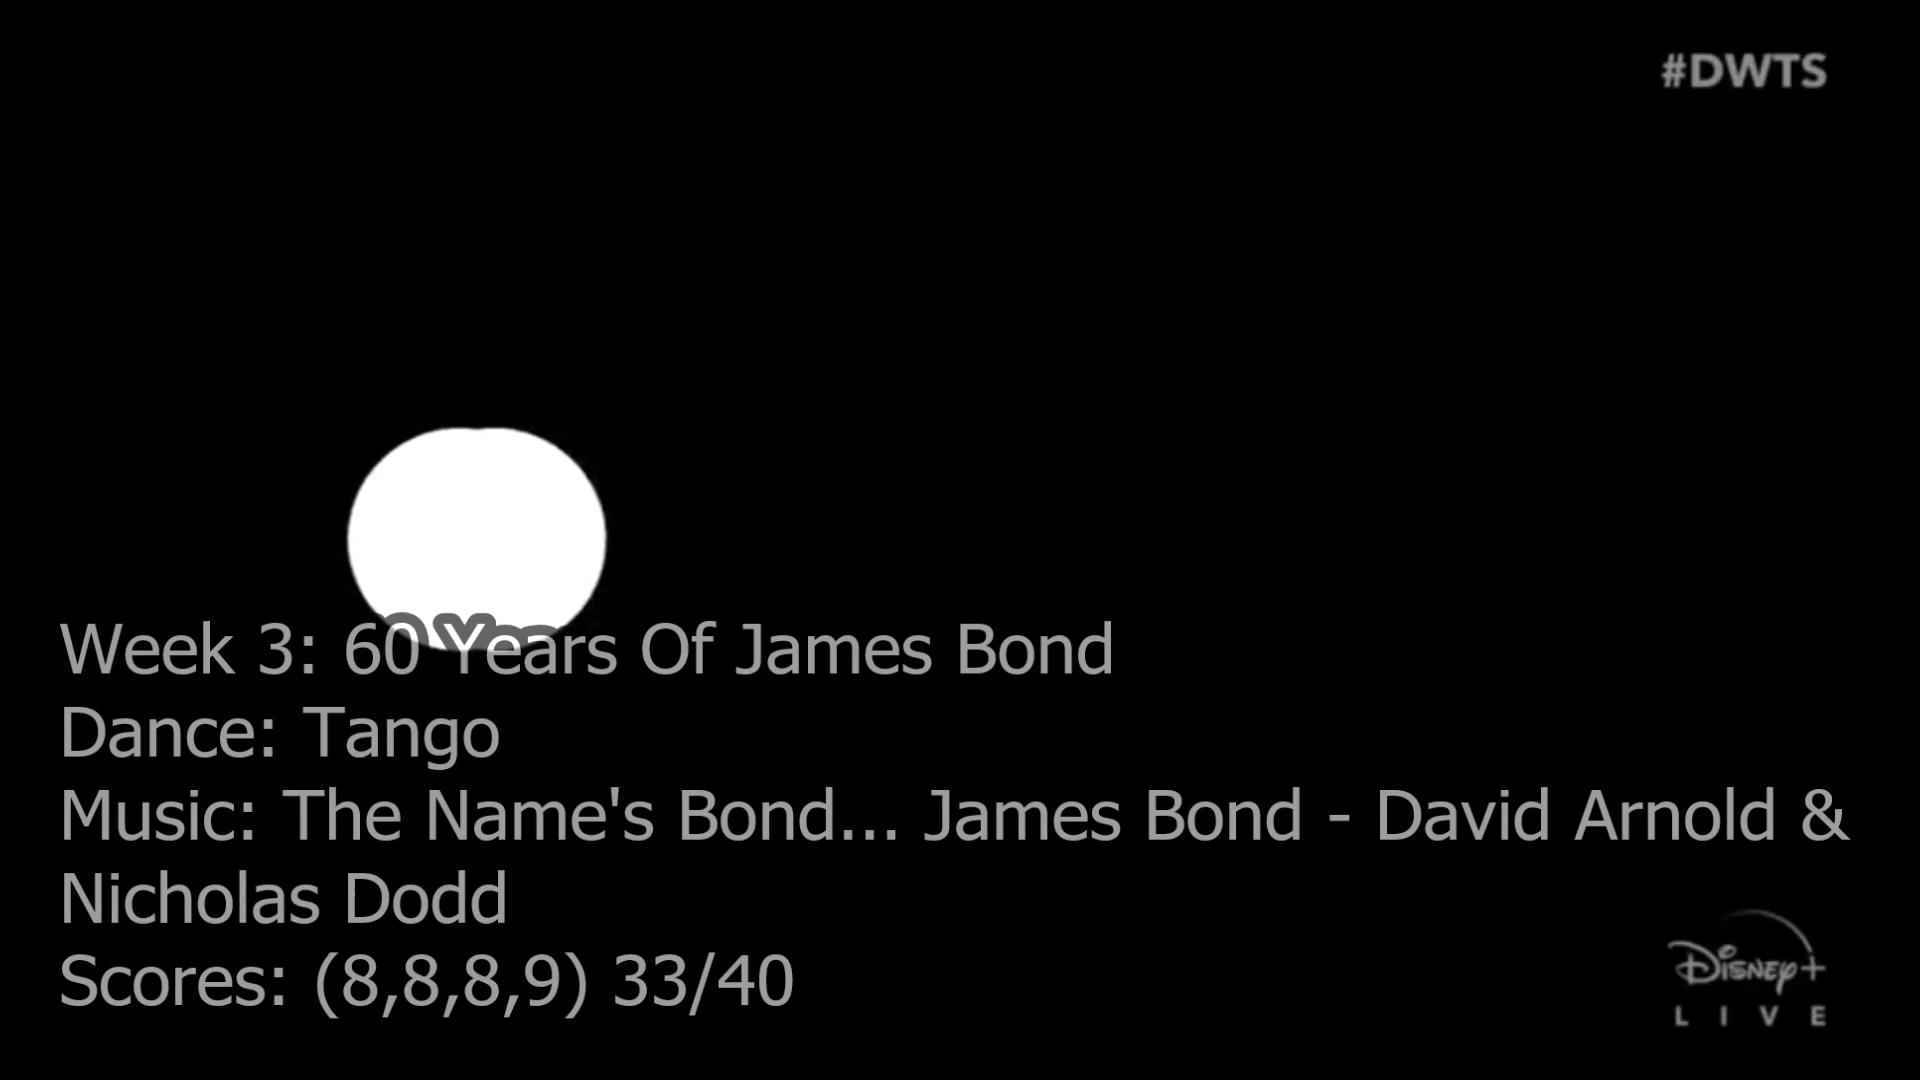 #DWTS
Week 3: 60 Years Of James Bond
Dance: Tango
Music: The Name's Bond... James Bond - David Arnold &
Nicholas Dodd
Scores: (8,8,8,9) 33/40
Disney+
LIVE